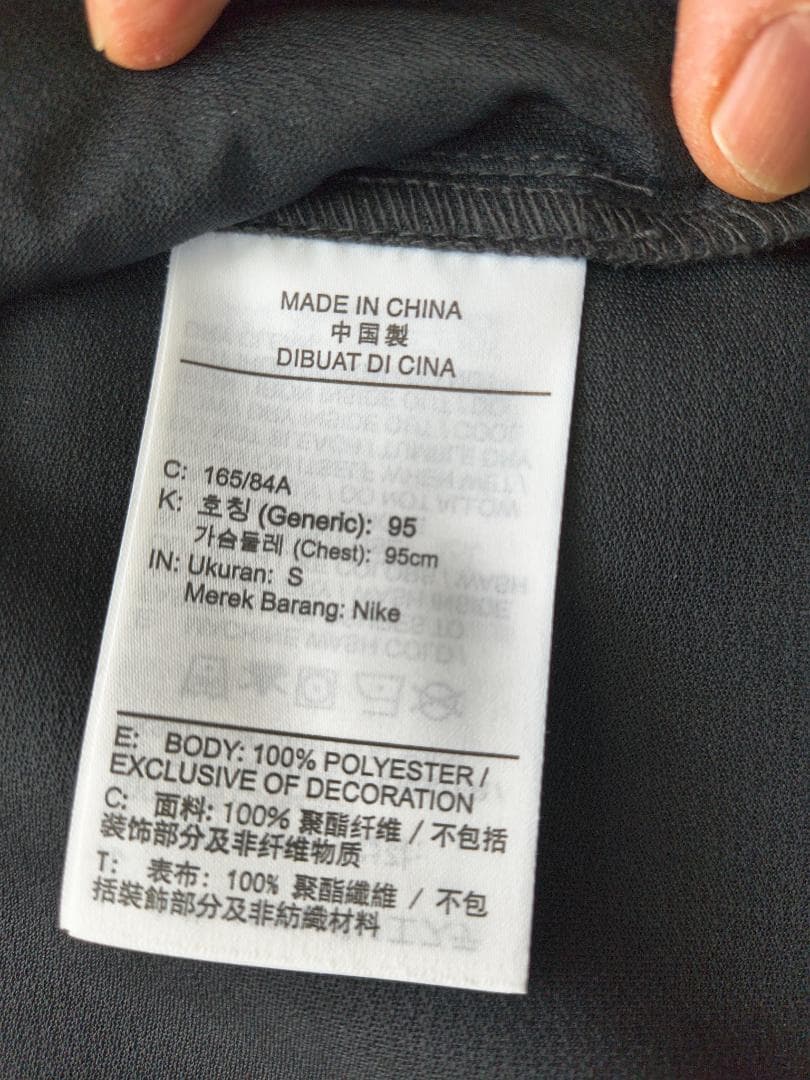 MADE IN CHINA
中国製
DIBUAT DI CINA
C: 165/84A
K: 호칭 (Generic): 95
가슴둘레 (Chest): 95cm
IN: Ukuran: S
Merek Barang: Nike
E: BODY: 100% POLYESTER /
EXCLUSIVE OF DECORATION
C: 面料: 100% 聚酯纤维 / 不包括
装饰部分及非纤维物质
T: 表布: 100% 聚酯纖維 / 不包
括裝飾部分及非紡織材料